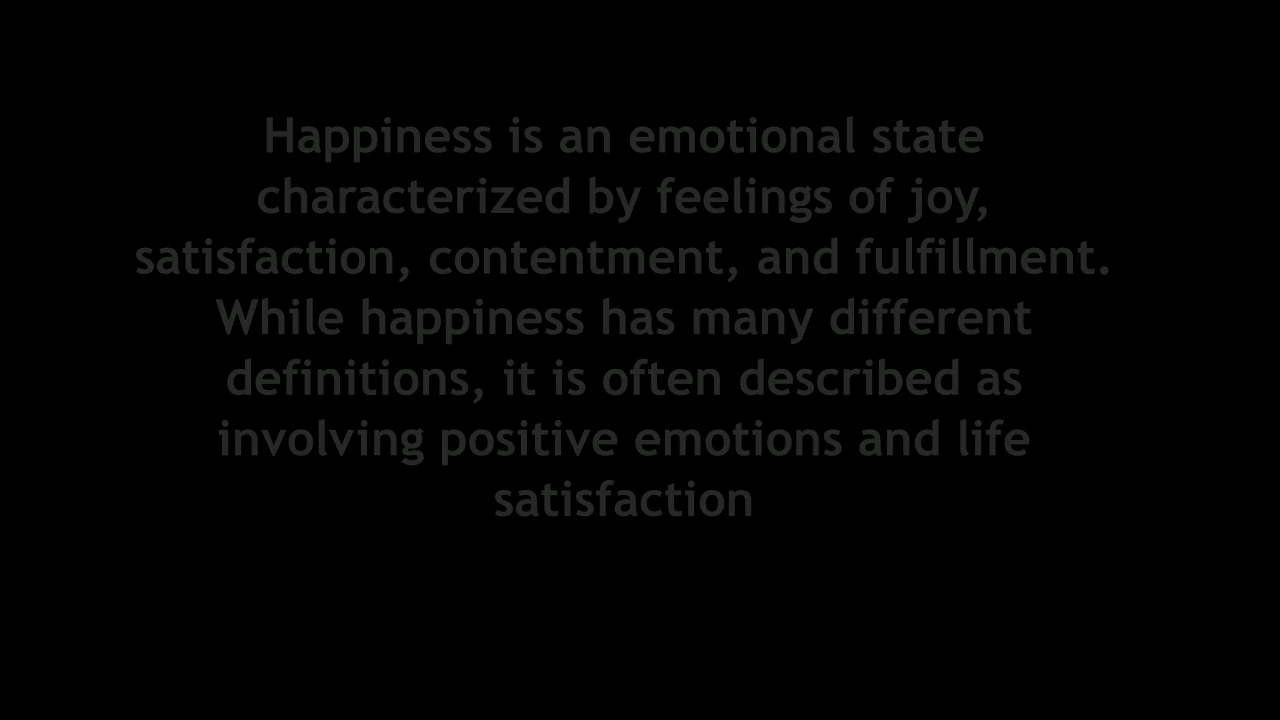 Happiness is an emotional state
characterized by feelings of joy,
satisfaction, contentment, and fulfillment.
While happiness has many different
definitions, it is often described as
involving positive emotions and life
satisfaction